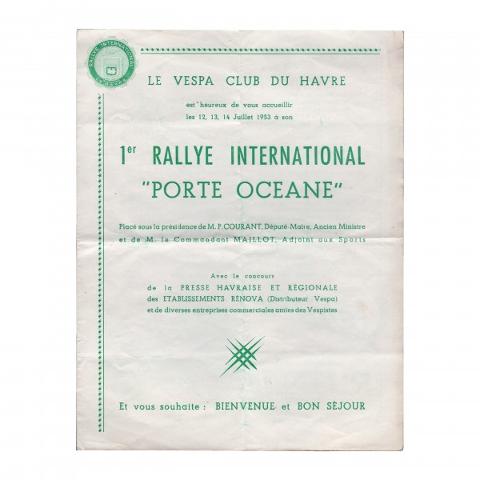 RALLYE INTERNATIONAL
LE VESPA CLUB DU HAVRE
est heureux de vous accueillir
les 12, 13, 14 Juillet 1953 à son
1er RALLYE INTERNATIONAL
"PORTE OCEANE"
Placé sous la présidence de M. P. COURANT, Député-Maire, Ancien Ministre
et de M. le Commandant MAILLOT, Adjoint aux Sports
Avec le concours
de la PRESSE HAVRAISE ET RÉGIONALE
des ETABLISSEMENTS RÉNOVA (Distributeur Vespa)
et de diverses entreprises commerciales amies des Vespistes
Et vous souhaite : BIENVENUE et BON SÉJOUR